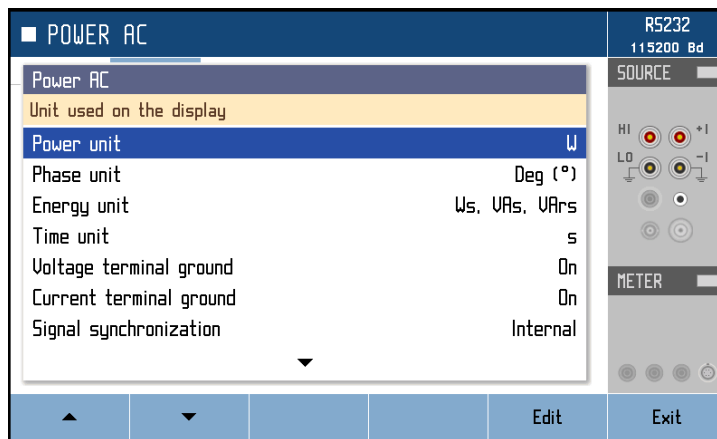 POWER AC
RS232
115200 Bd
Power AC
Unit used on the display
Power unit W
Phase unit Deg (°)
Energy unit Ws, VAs, VArs
Time unit s
Voltage terminal ground On
Current terminal ground On
Signal synchronization Internal
SOURCE
HI +I
LO -I
METER
Edit Exit